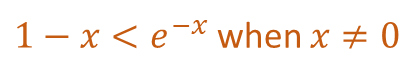 1 − x < e⁻ˣ when x ≠ 0